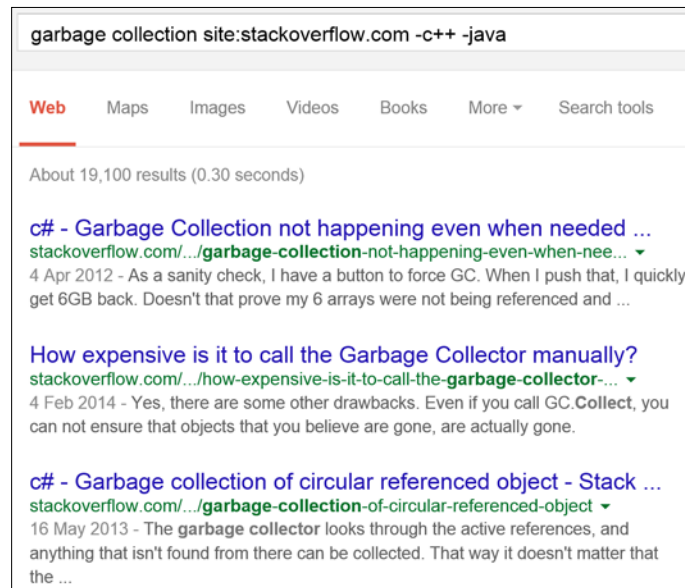 garbage collection site:stackoverflow.com -c++ -java
Web Maps Images Videos Books More Search tools
About 19,100 results (0.30 seconds)
c# - Garbage Collection not happening even when needed ...
stackoverflow.com/.../garbage-collection-not-happening-even-when-nee...
4 Apr 2012 - As a sanity check, I have a button to force GC. When I push that, I quickly
get 6GB back. Doesn't that prove my 6 arrays were not being referenced and ...
How expensive is it to call the Garbage Collector manually?
stackoverflow.com/.../how-expensive-is-it-to-call-the-garbage-collector-...
4 Feb 2014 - Yes, there are some other drawbacks. Even if you call GC.Collect, you
can not ensure that objects that you believe are gone, are actually gone.
c# - Garbage collection of circular referenced object - Stack ...
stackoverflow.com/.../garbage-collection-of-circular-referenced-object
16 May 2013 - The garbage collector looks through the active references, and
anything that isn't found from there can be collected. That way it doesn't matter that
the ...